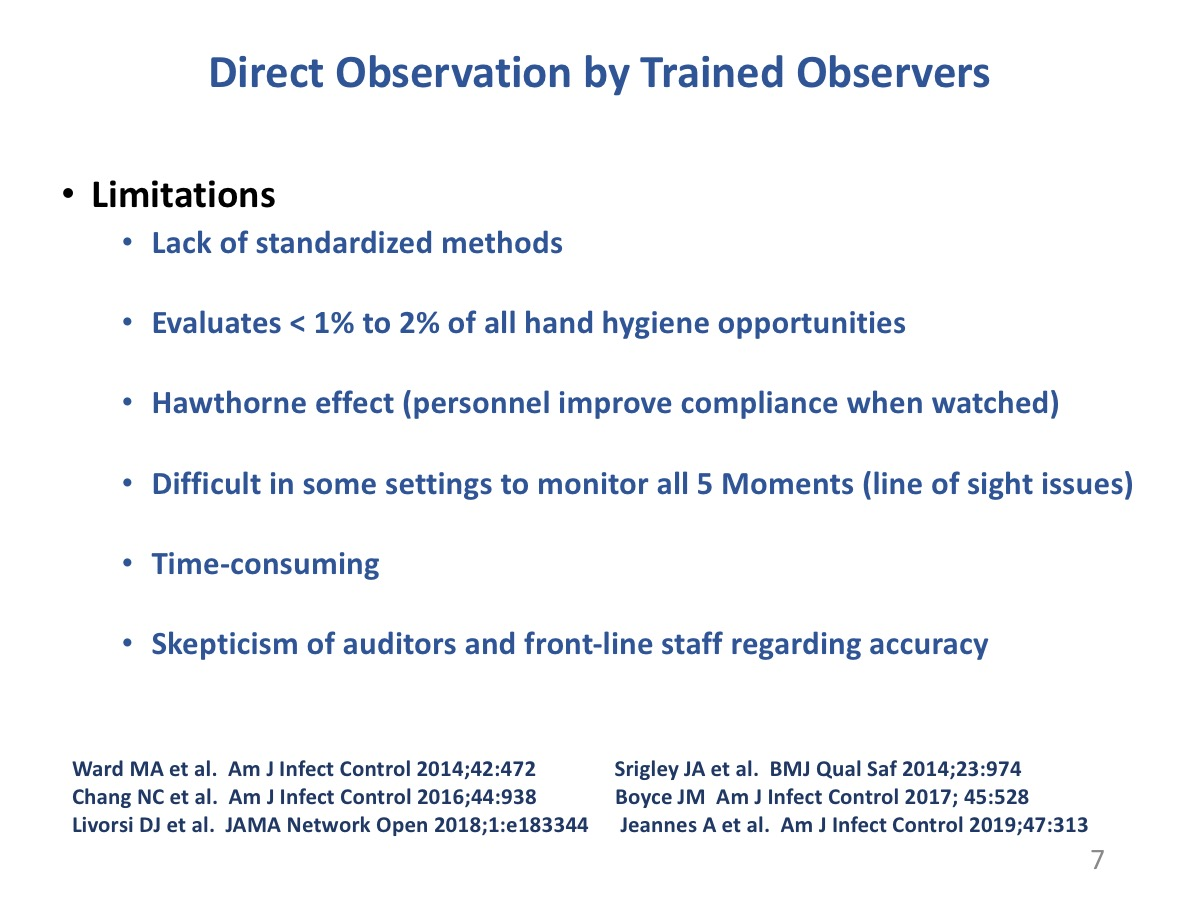 Direct Observation by Trained Observers
• Limitations
• Lack of standardized methods
• Evaluates < 1% to 2% of all hand hygiene opportunities
• Hawthorne effect (personnel improve compliance when watched)
• Difficult in some settings to monitor all 5 Moments (line of sight issues)
• Time-consuming
• Skepticism of auditors and front-line staff regarding accuracy
Ward MA et al.  Am J Infect Control 2014;42:472
Chang NC et al.  Am J Infect Control 2016;44:938
Livorsi DJ et al.  JAMA Network Open 2018;1:e183344
Srigley JA et al.  BMJ Qual Saf 2014;23:974
Boyce JM  Am J Infect Control 2017; 45:528
Jeannes A et al.  Am J Infect Control 2019;47:313
7